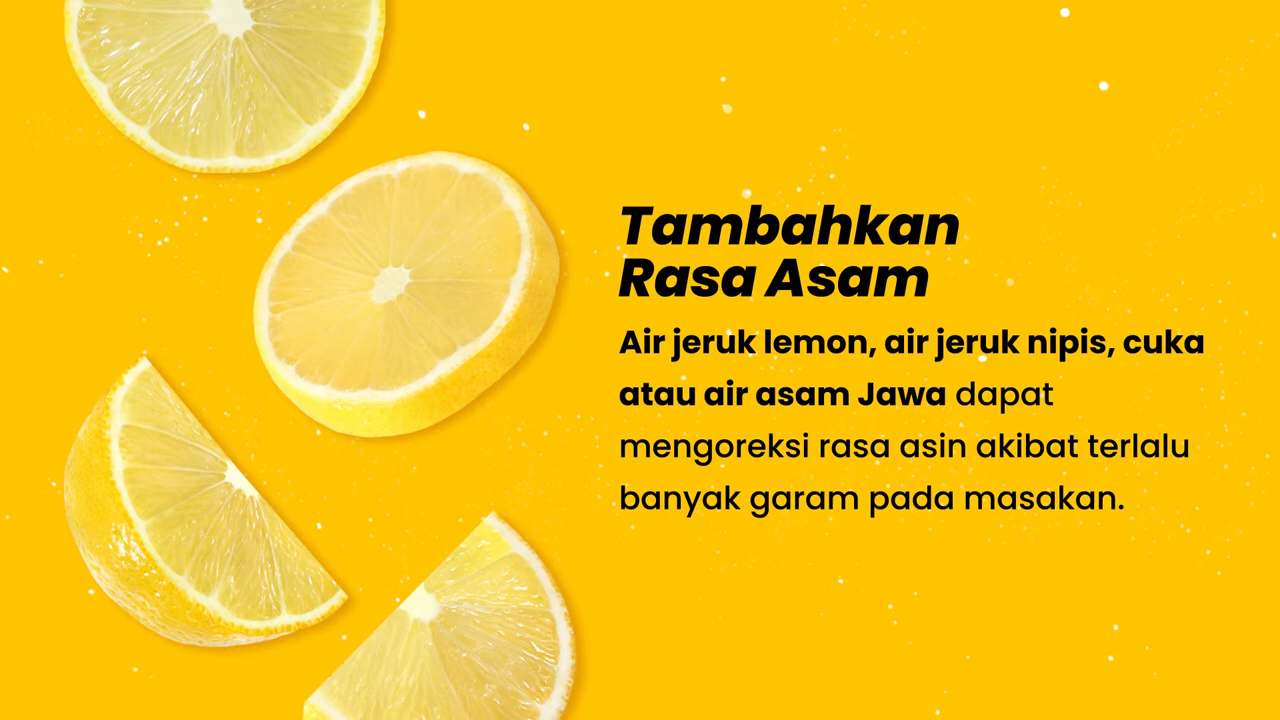 Tambahkan
Rasa Asam
Air jeruk lemon, air jeruk nipis, cuka
atau air asam Jawa dapat
mengoreksi rasa asin akibat terlalu
banyak garam pada masakan.